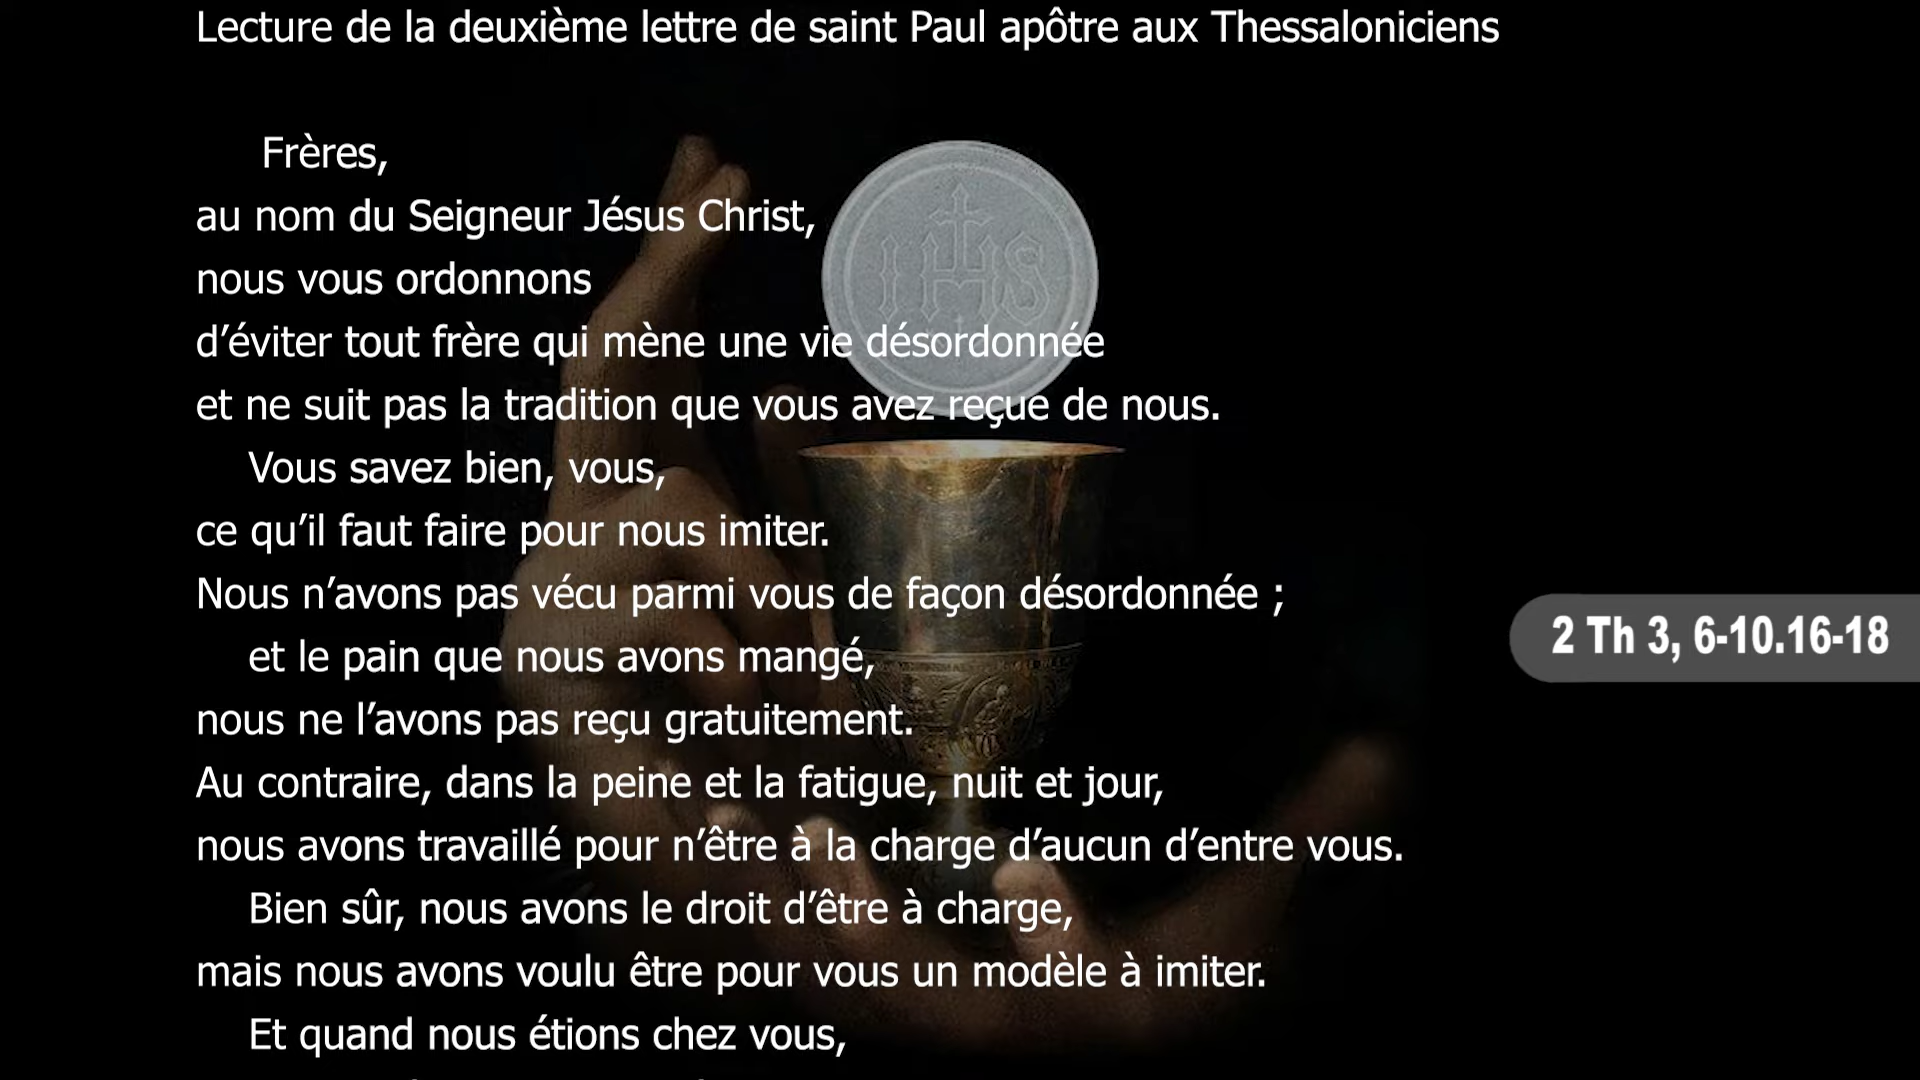 Lecture de la deuxième lettre de saint Paul apôtre aux Thessaloniciens
Frères,
au nom du Seigneur Jésus Christ,
nous vous ordonnons
d’éviter tout frère qui mène une vie désordonnée
et ne suit pas la tradition que vous avez reçue de nous.
Vous savez bien, vous,
ce qu’il faut faire pour nous imiter.
Nous n’avons pas vécu parmi vous de façon désordonnée ;
et le pain que nous avons mangé,
nous ne l’avons pas reçu gratuitement.
Au contraire, dans la peine et la fatigue, nuit et jour,
nous avons travaillé pour n’être à la charge d’aucun d’entre vous.
Bien sûr, nous avons le droit d’être à charge,
mais nous avons voulu être pour vous un modèle à imiter.
Et quand nous étions chez vous,
IHS
2 Th 3, 6-10.16-18